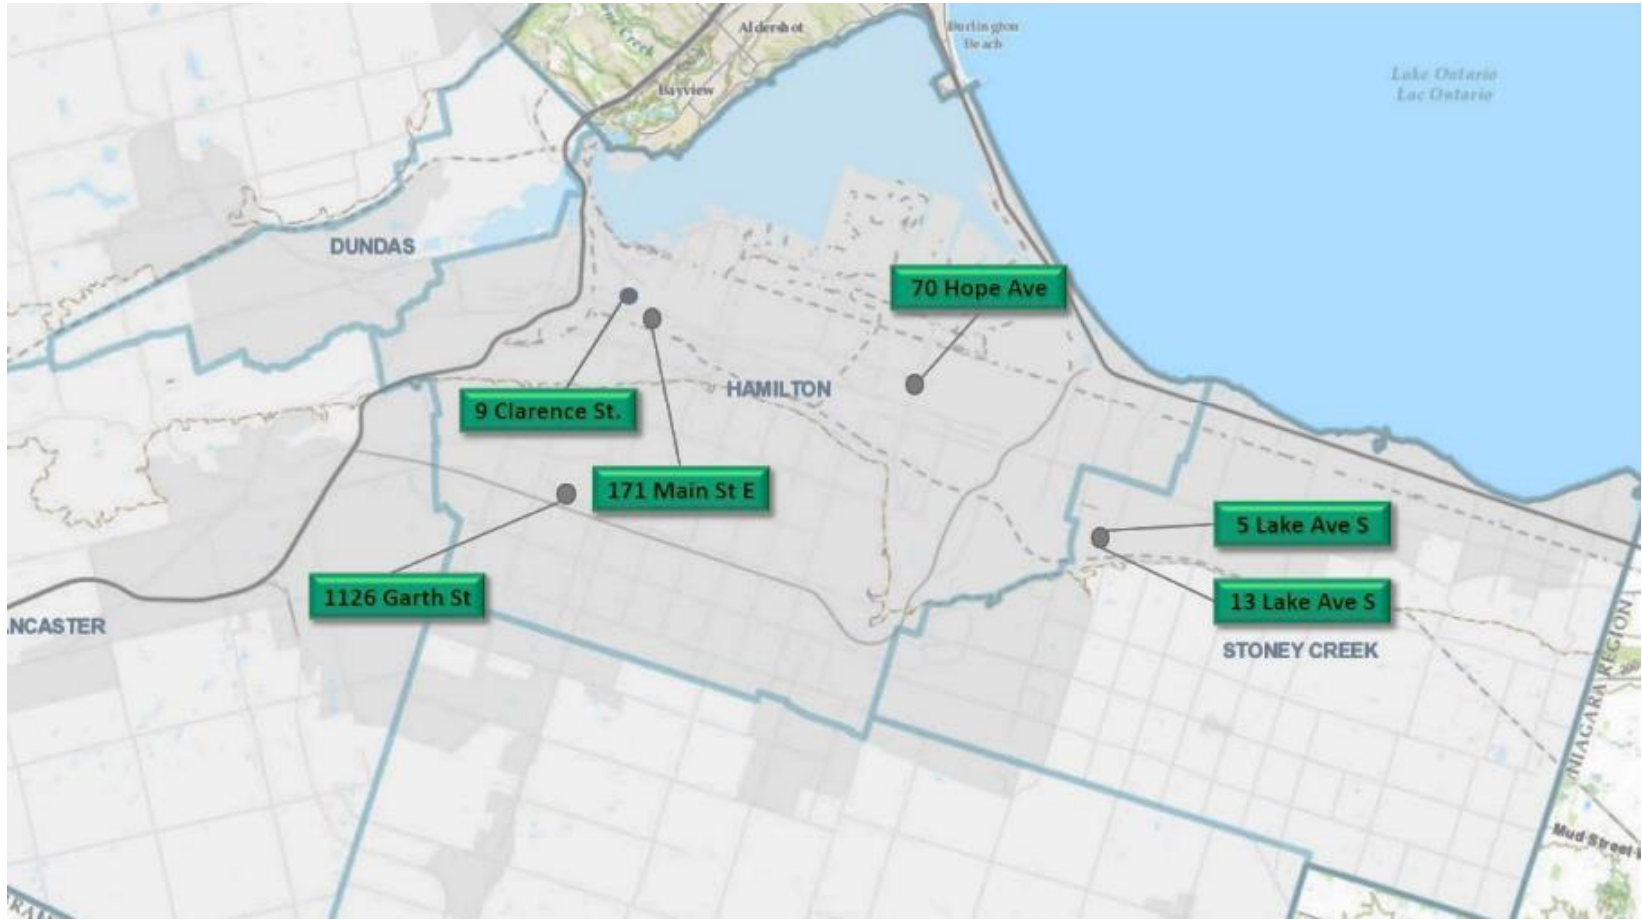 Aldershot
Burlington
Beach
Creek
Bayview
Lake Ontario
Lac Ontario
DUNDAS
70 Hope Ave
HAMILTON
9 Clarence St.
171 Main St E
5 Lake Ave S
1126 Garth St
13 Lake Ave S
NCASTER
STONEY CREEK
NIAGARA REGION
Mud Street